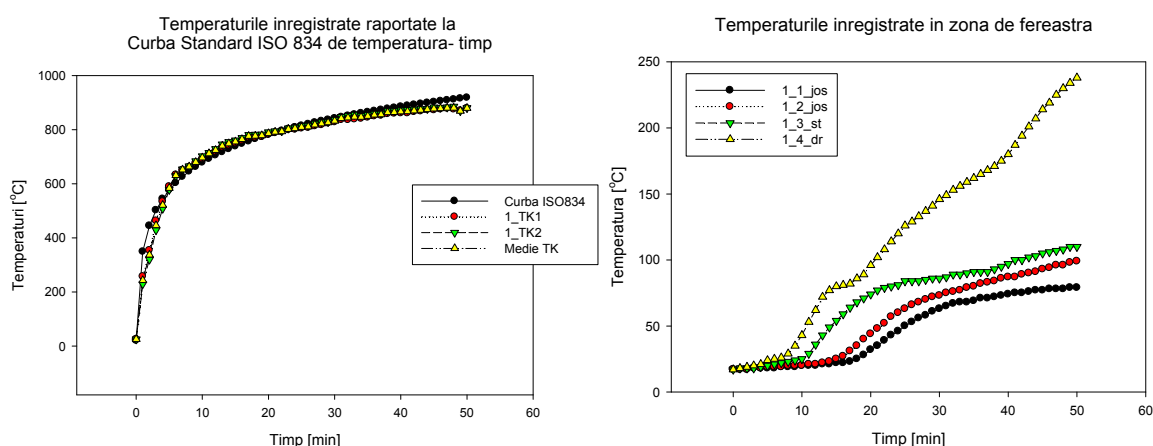 Temperaturile inregistrate raportate la
Curba Standard ISO 834 de temperatura- timp
Temperaturi [°C]
1000
800
600
400
200
0
0
10
20
30
40
50
60
Timp [min]
Curba ISO834
1_TK1
1_TK2
Medie TK
Temperaturile inregistrate in zona de fereastra
Temperatura [°C]
250
200
150
100
50
0
0
10
20
30
40
50
60
Timp [min]
1_1_jos
1_2_jos
1_3_st
1_4_dr